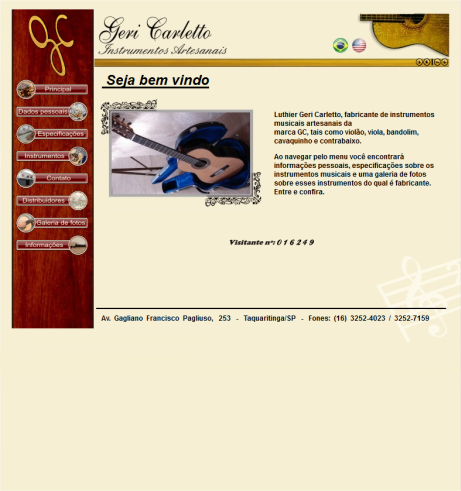 gc
Geri Carletto
Instrumentos Artesanais
Principal
Dados pessoais
Especificações
Instrumentos
Contato
Distribuidores
Galeria de fotos
Informações
Seja bem vindo
Luthier Geri Carletto, fabricante de instrumentos
musicais artesanais da
marca GC, tais como violão, viola, bandolim,
cavaquinho e contrabaixo.
Ao navegar pelo menu você encontrará
informações pessoais, especificações sobre os
instrumentos musicais e uma galeria de fotos
sobre esses instrumentos do qual é fabricante.
Entre e confira.
Visitante nº: 0 1 6 2 4 9
Av. Gagliano Francisco Pagliuso, 253 - Taquaritinga/SP - Fones: (16) 3252-4023 / 3252-7159